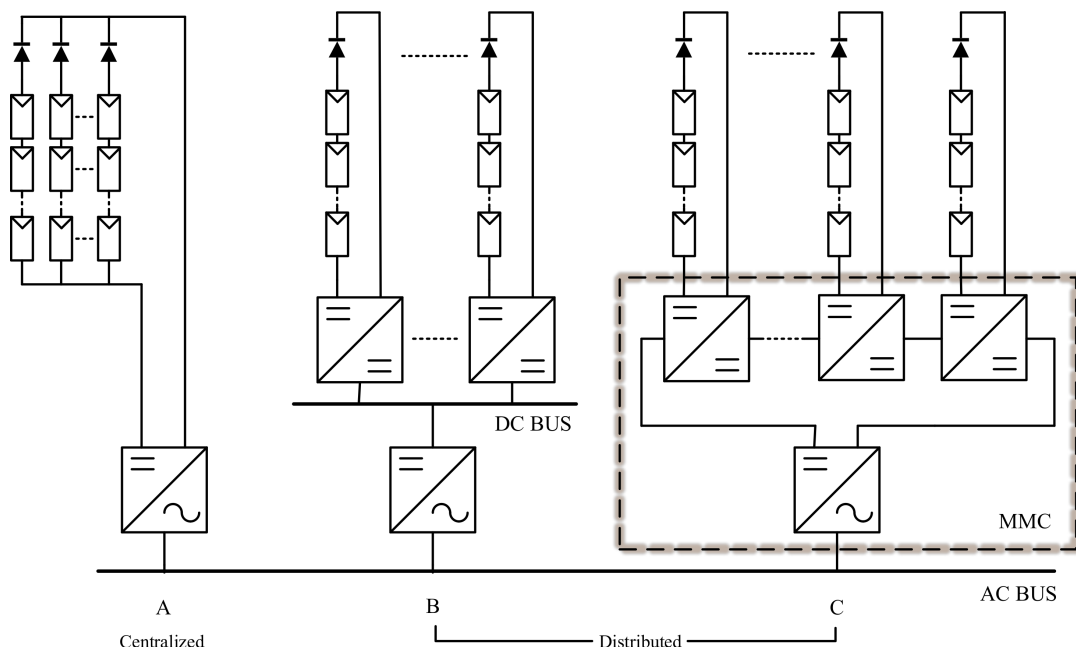 DC BUS
MMC
AC BUS
A
B
C
Centralized
Distributed